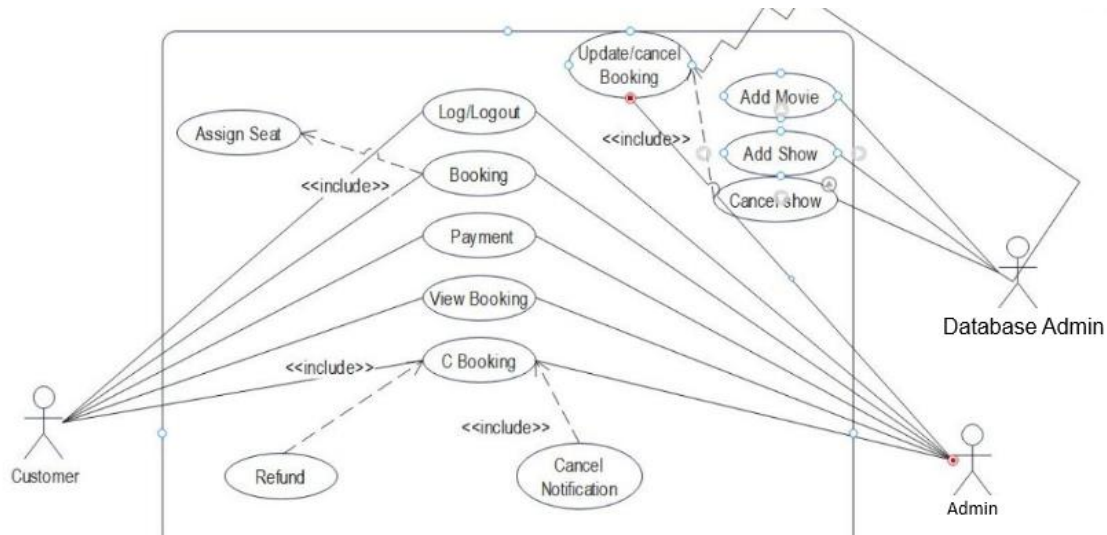 Update/cancel
Booking
Add Movie
Log/Logout
Assign Seat
<<include>>
Add Show
Booking
<<include>>
Cancel show
Payment
View Booking
Database Admin
C Booking
<<include>>
<<include>>
Customer
Refund
Cancel
Notification
Admin